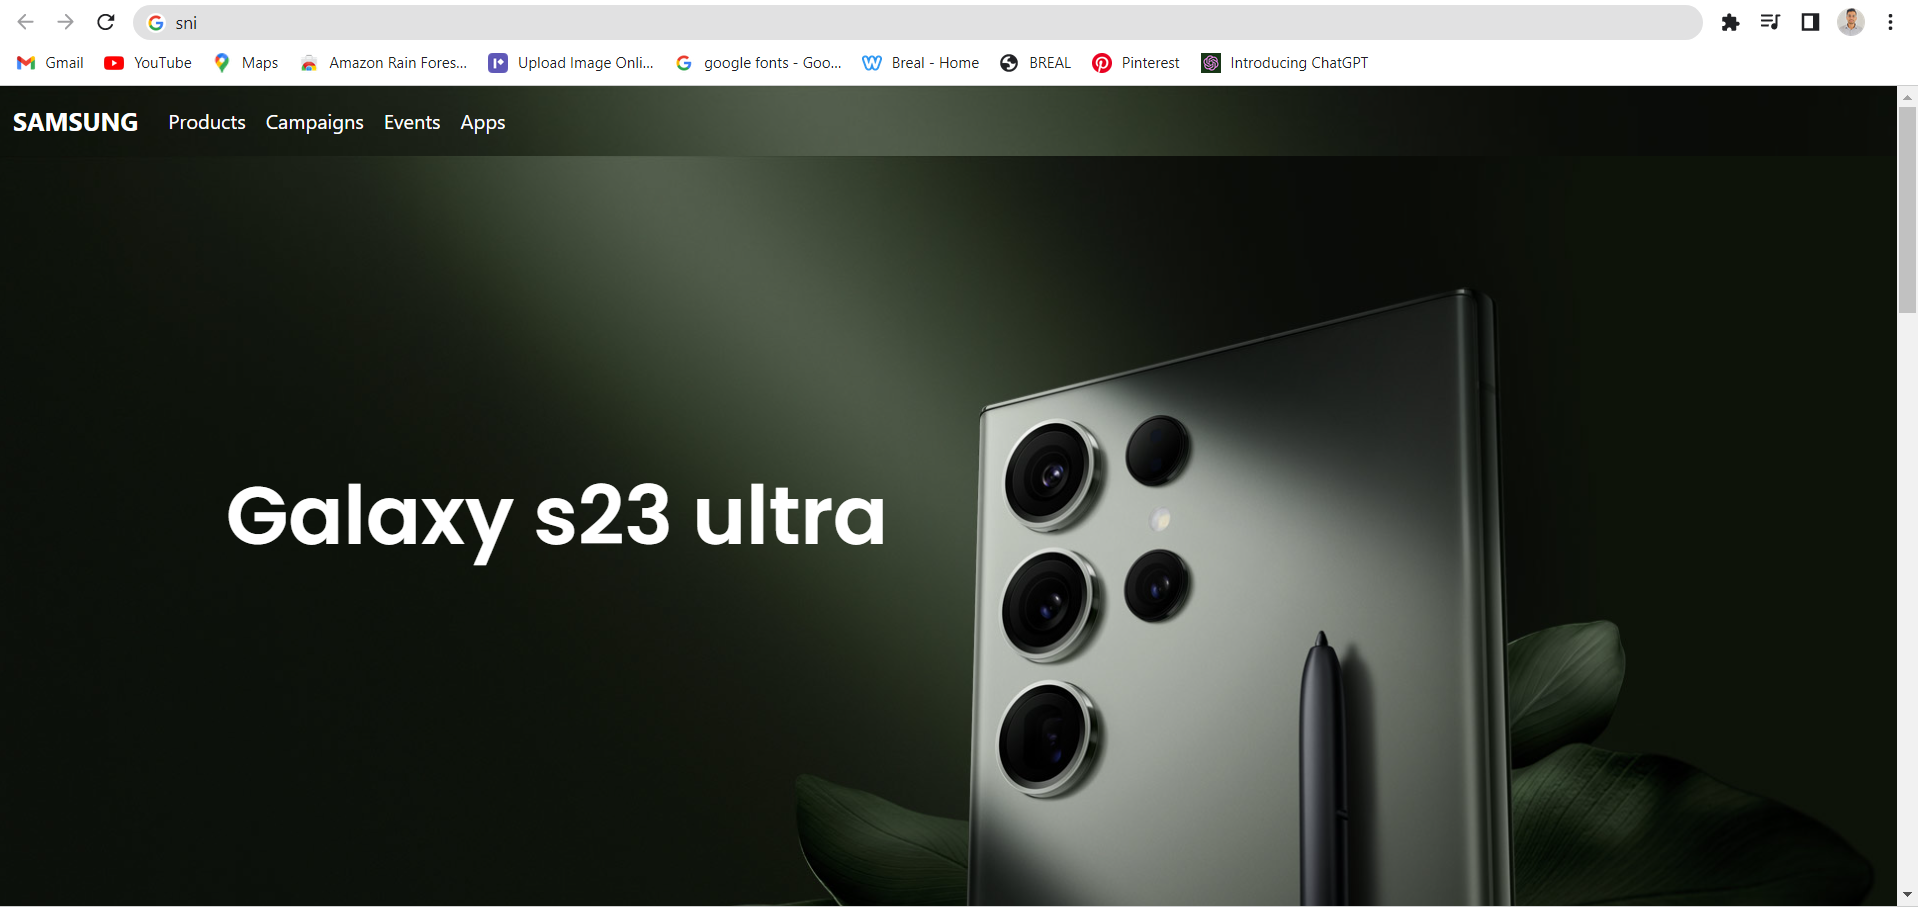 sni
Gmail YouTube Maps Amazon Rain Fores... Upload Image Onli... google fonts - Goo... Breal - Home BREAL Pinterest Introducing ChatGPT
SAMSUNG Products Campaigns Events Apps
Galaxy s23 ultra